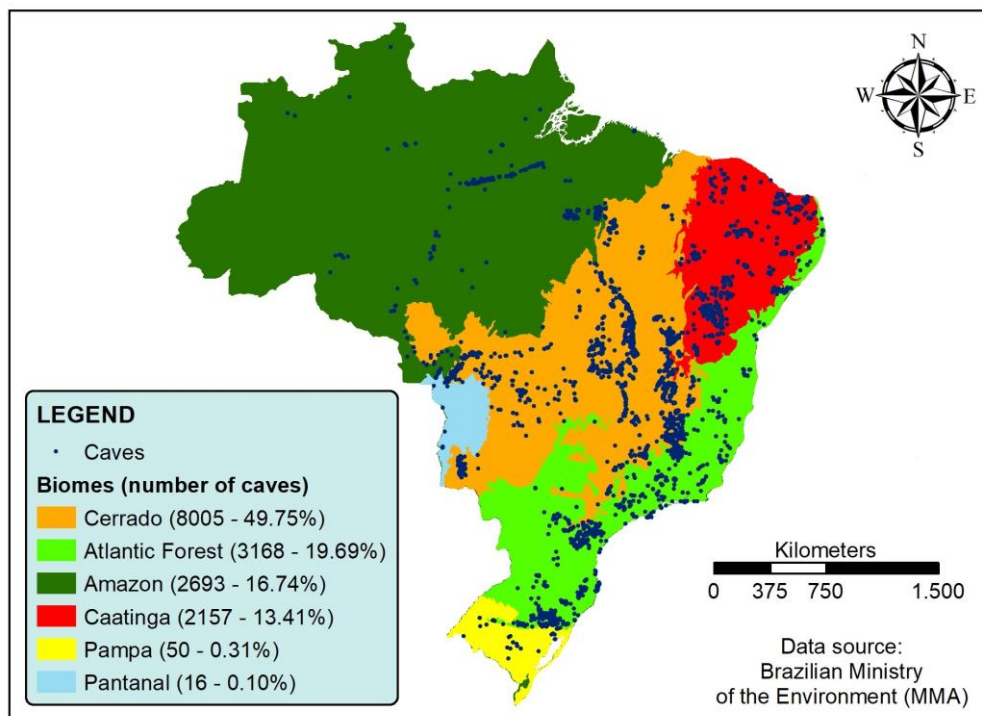 N
W
E
S
LEGEND
Caves
Biomes (number of caves)
Cerrado (8005 - 49.75%)
Atlantic Forest (3168 - 19.69%)
Amazon (2693 - 16.74%)
Caatinga (2157 - 13.41%)
Pampa (50 - 0.31%)
Pantanal (16 - 0.10%)
Kilometers
0 375 750 1.500
Data source:
Brazilian Ministry
of the Environment (MMA)